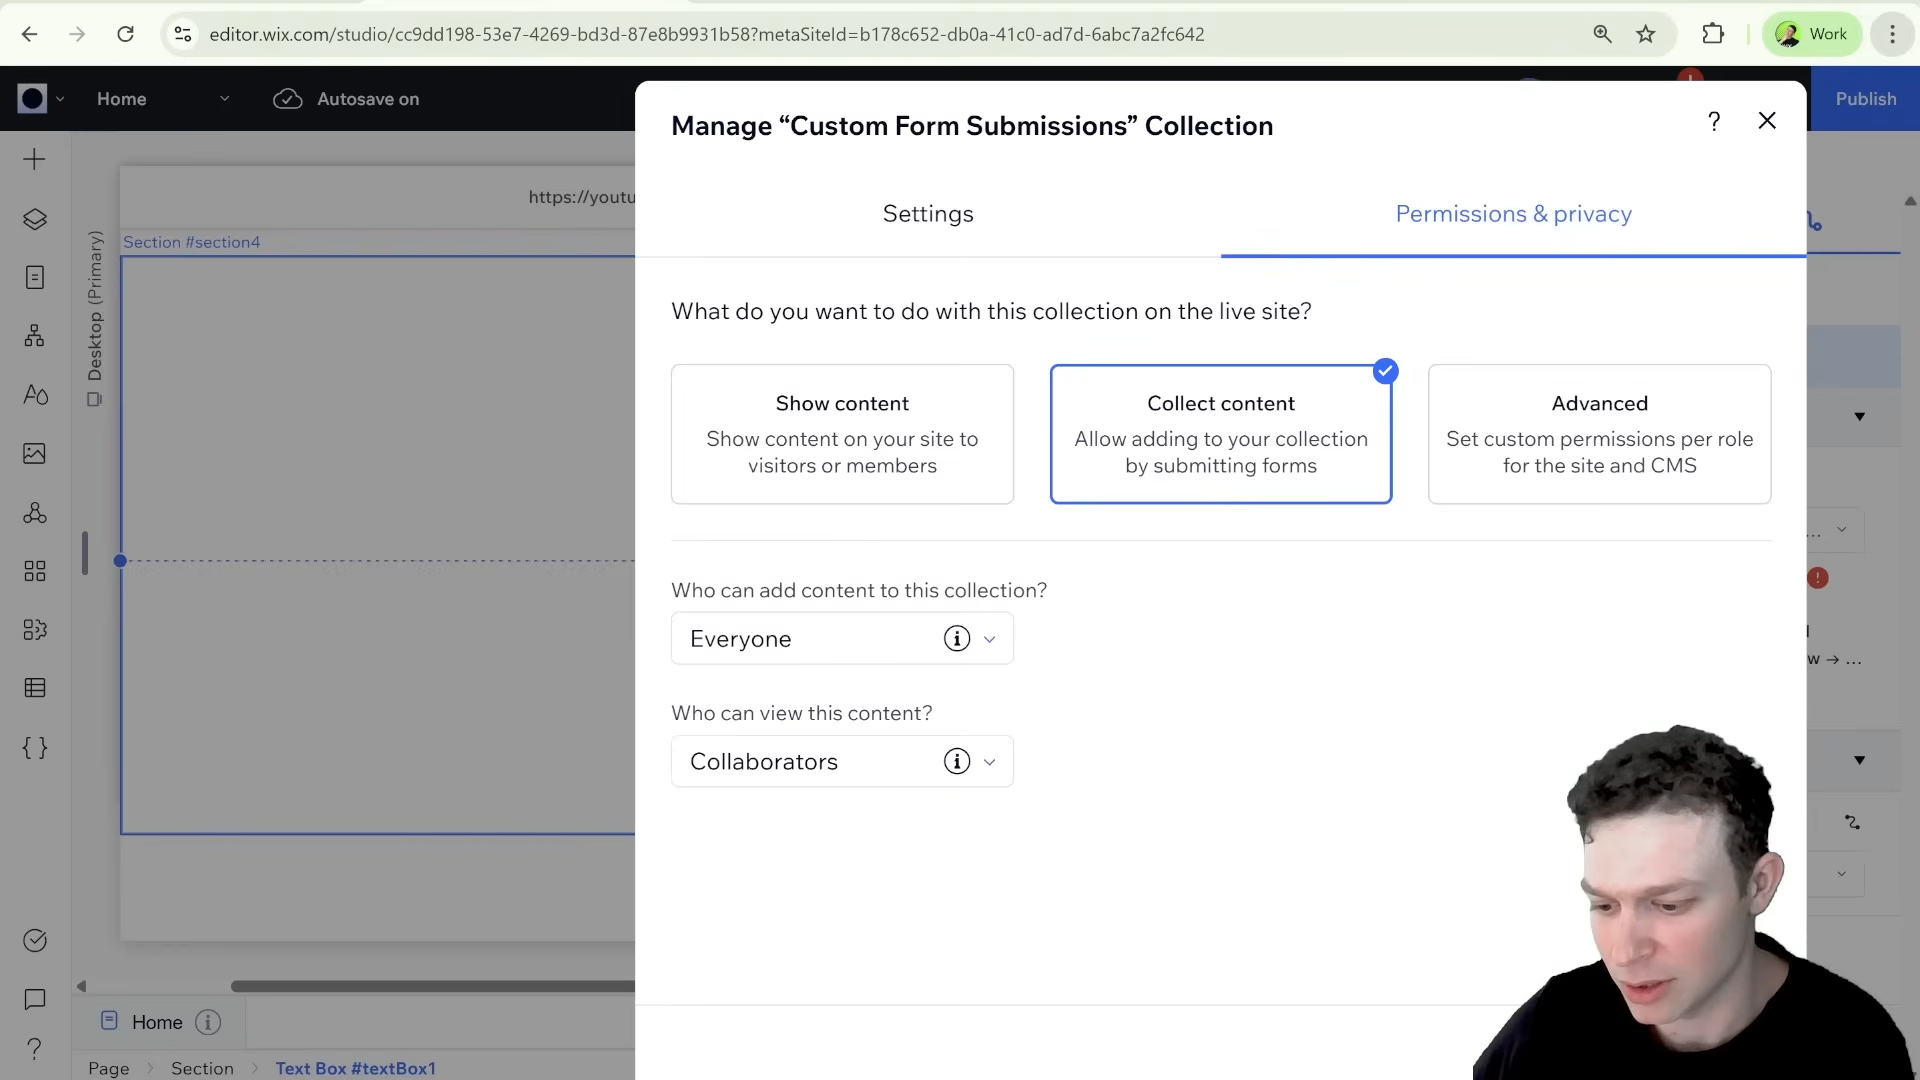 editor.wix.com/studio/cc9dd198-53e7-4269-bd3d-87e8b9931b58?metaSiteId=b178c652-db0a-41c0-ad7d-6abc7a2fc642
Work
Home
Autosave on
Publish
Manage “Custom Form Submissions” Collection
?
Settings
Permissions & privacy
https://youtu
Section #section4
Desktop (Primary)
What do you want to do with this collection on the live site?
Show content
Show content on your site to
visitors or members
Collect content
Allow adding to your collection
by submitting forms
Advanced
Set custom permissions per role
for the site and CMS
Who can add content to this collection?
Everyone
Who can view this content?
Collaborators
w → ...
Home
Page > Section > Text Box #textBox1